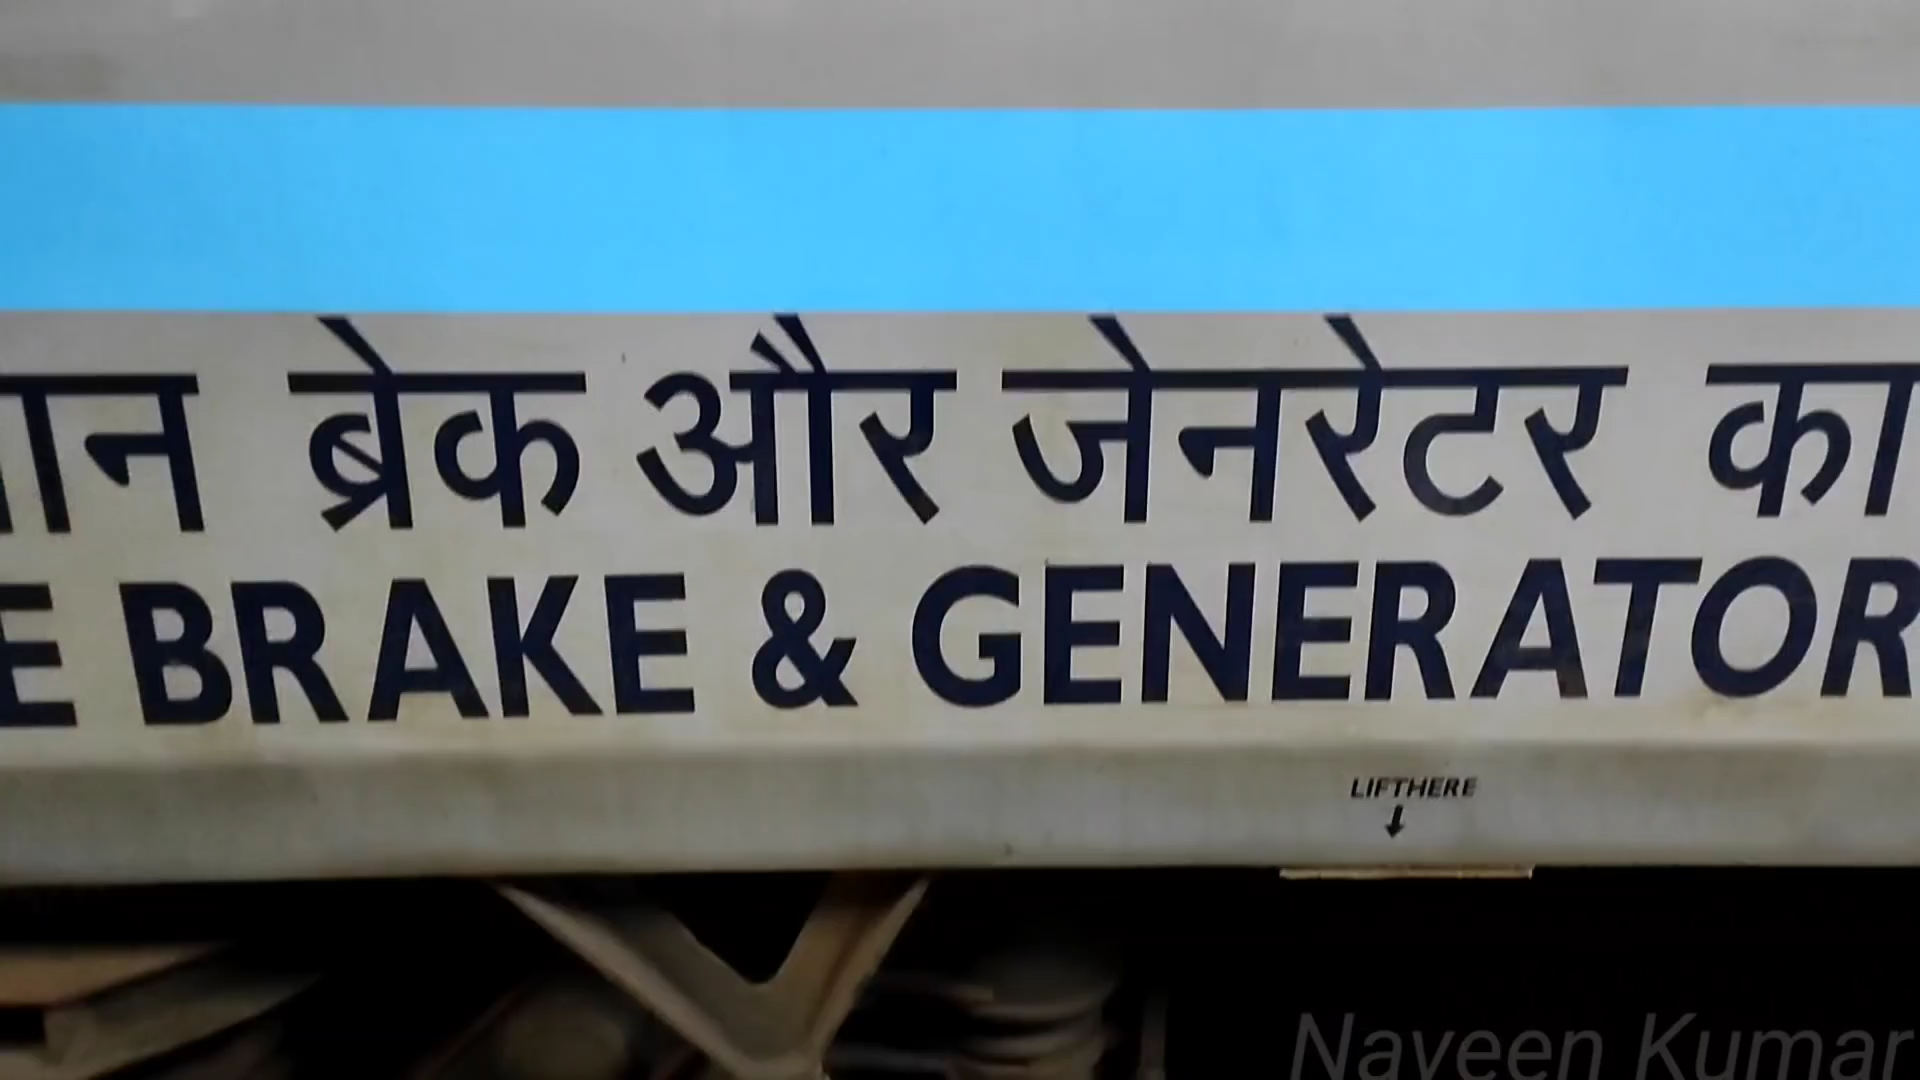 ान ब्रेक और जेनरेटर का
E BRAKE & GENERATOR
LIFTHERE
Naveen Kumar